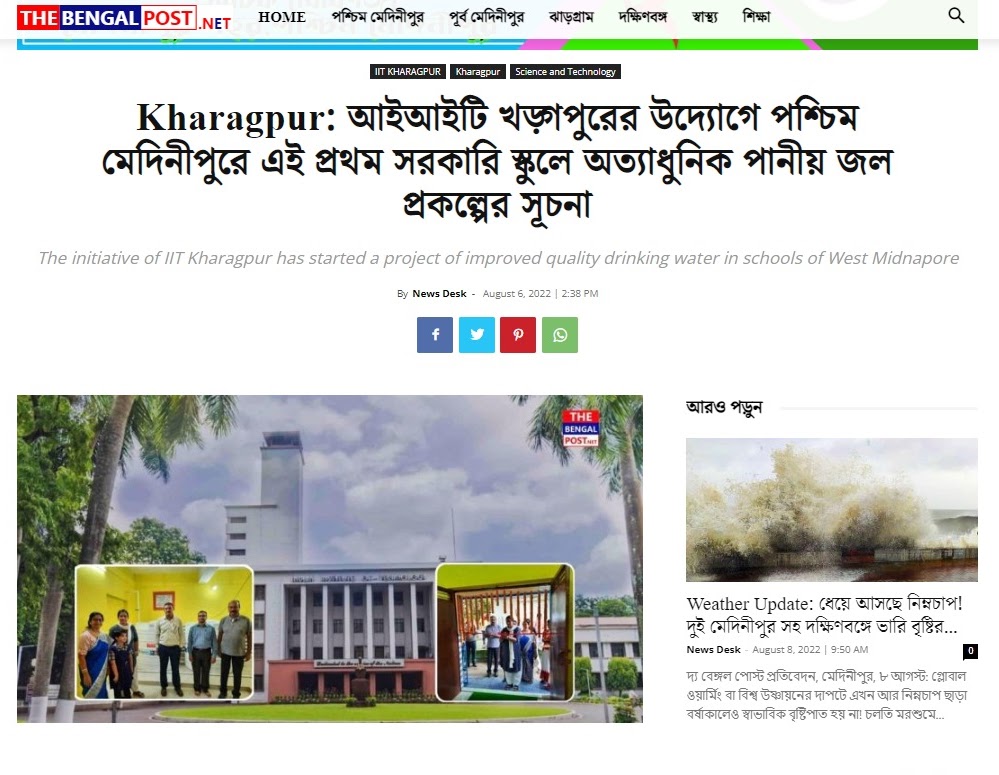 THE BENGAL POST .NET
HOME পশ্চিম মেদিনীপুর পূর্ব মেদিনীপুর ঝাড়গ্রাম দক্ষিণবঙ্গ স্বাস্থ্য শিক্ষা
IIT KHARAGPUR Kharagpur Science and Technology
Kharagpur: আইআইটি খড়্গপুরের উদ্যোগে পশ্চিম
মেদিনীপুরে এই প্রথম সরকারি স্কুলে অত্যাধুনিক পানীয় জল
প্রকল্পের সূচনা
The initiative of IIT Kharagpur has started a project of improved quality drinking water in schools of West Midnapore
By News Desk - August 6, 2022 | 2:38 PM
THE
BENGAL
POST.NET
আরও পড়ুন
Weather Update: ধেয়ে আসছে নিম্নচাপ!
দুই মেদিনীপুর সহ দক্ষিণবঙ্গে ভারি বৃষ্টির...
News Desk - August 8, 2022 | 9:50 AM
0
দ্য বেঙ্গল পোস্ট প্রতিবেদন, মেদিনীপুর, ৮ আগস্ট: গ্লোবাল
ওয়ার্মিং বা বিশ্ব উষ্ণায়নের দাপটে এখন আর নিম্নচাপ ছাড়া
বর্ষাকালেও স্বাভাবিক বৃষ্টিপাত হয় না! চলতি মরশুমে...